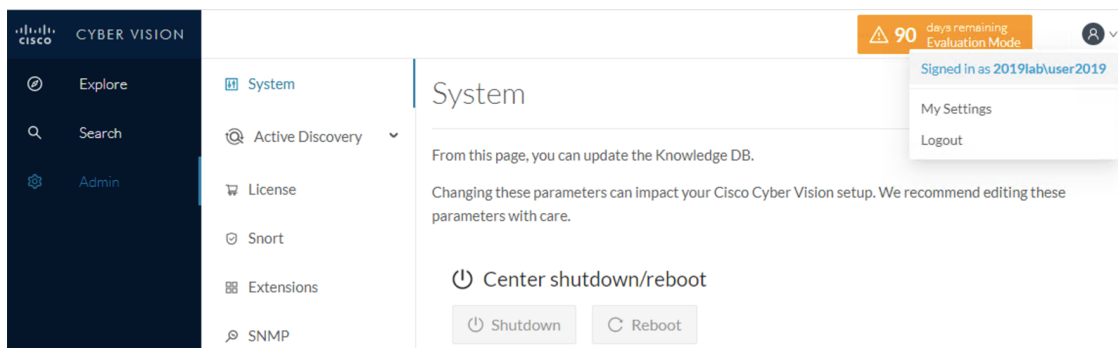 CISCO CYBER VISION
90 days remaining
Evaluation Mode
Signed in as 2019lab\user2019
My Settings
Logout
Explore
Search
Admin
System
Active Discovery
License
Snort
Extensions
SNMP
System
From this page, you can update the Knowledge DB.
Changing these parameters can impact your Cisco Cyber Vision setup. We recommend editing these
parameters with care.
Center shutdown/reboot
Shutdown
Reboot